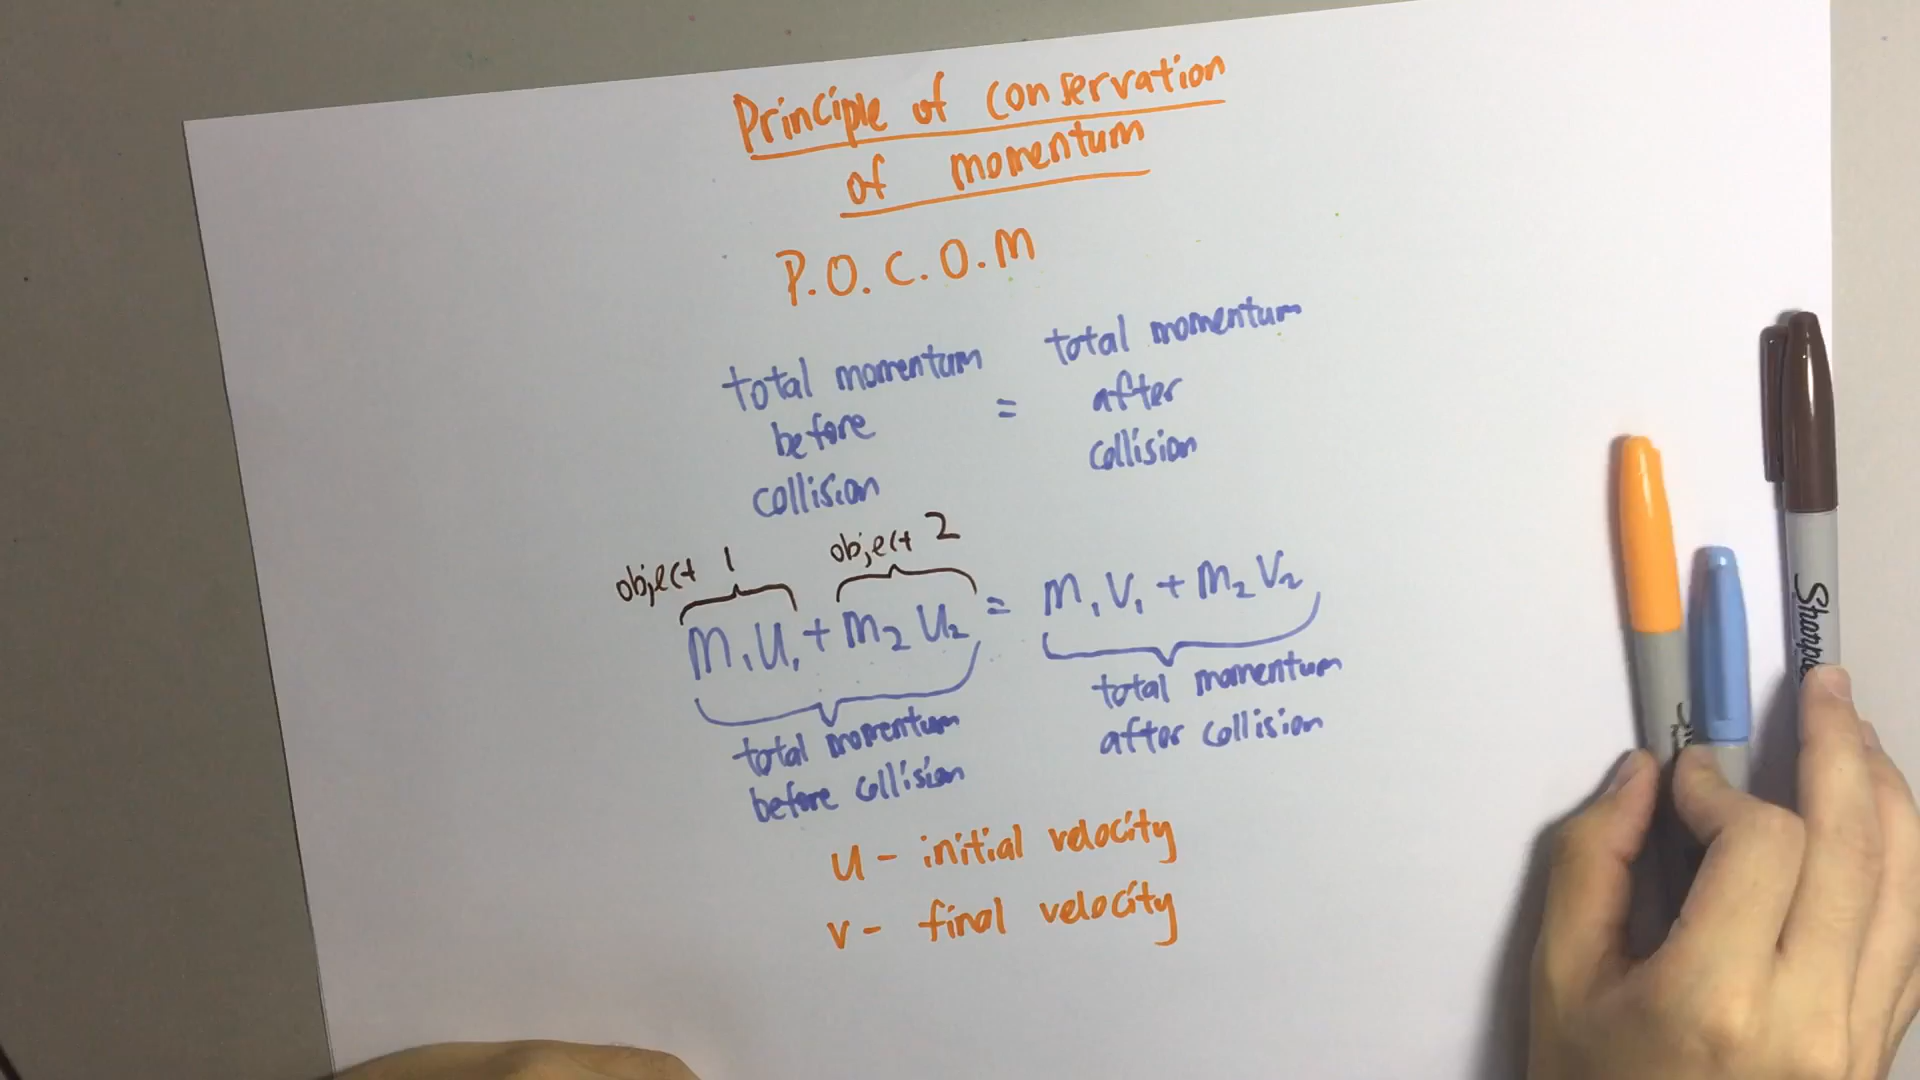 Principle of conservation
of momentum
P.O.C.O.M
total momentum
before
collision
=
total momentum
after
collision
object 1
object 2
m₁u₁ + m₂u₂ = m₁v₁ + m₂v₂
total momentum
before collision
total momentum
after collision
u - initial velocity
v - final velocity
Sharpie